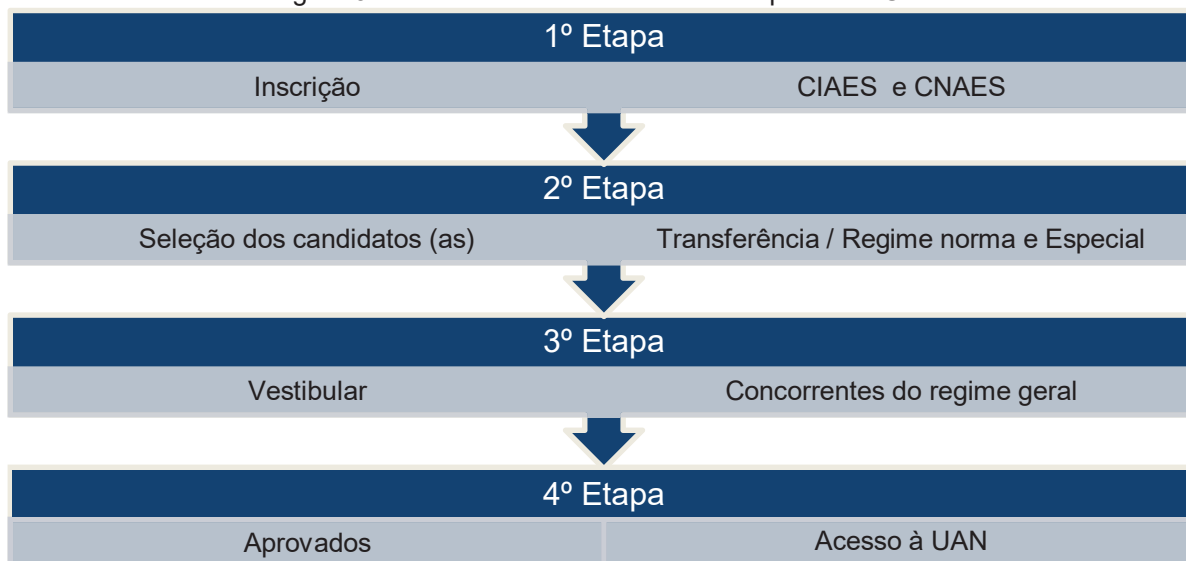 1º Etapa
Inscrição CIAES e CNAES
2º Etapa
Seleção dos candidatos (as) Transferência / Regime norma e Especial
3º Etapa
Vestibular Concorrentes do regime geral
4º Etapa
Aprovados Acesso à UAN